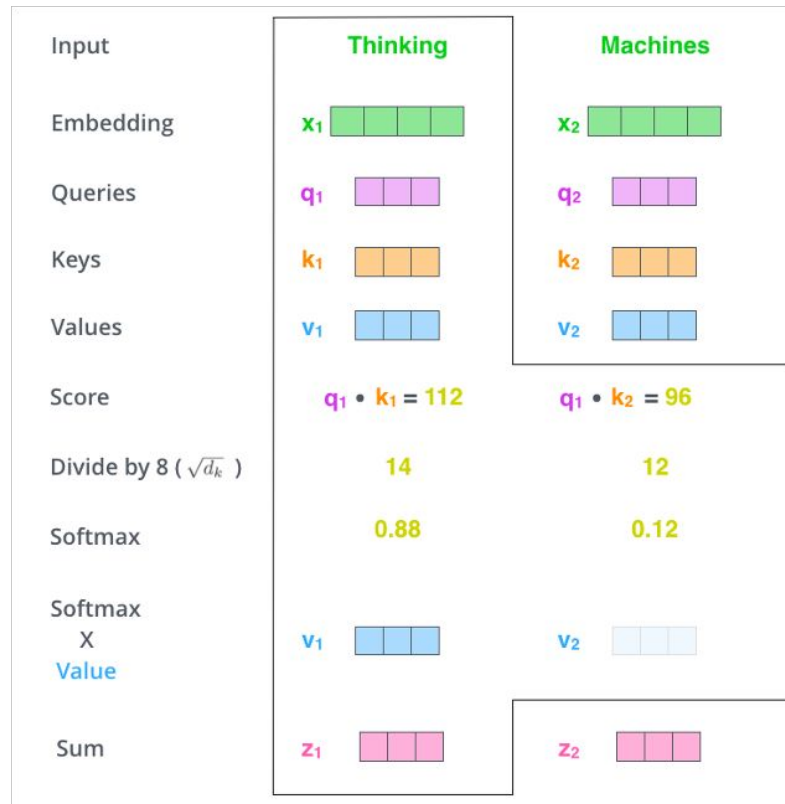 Input Thinking Machines
Embedding x₁ x₂
Queries q₁ q₂
Keys k₁ k₂
Values v₁ v₂
Score q₁ • k₁ = 112 q₁ • k₂ = 96
Divide by 8 ( √dₖ ) 14 12
Softmax 0.88 0.12
Softmax
X v₁ v₂
Value
Sum z₁ z₂